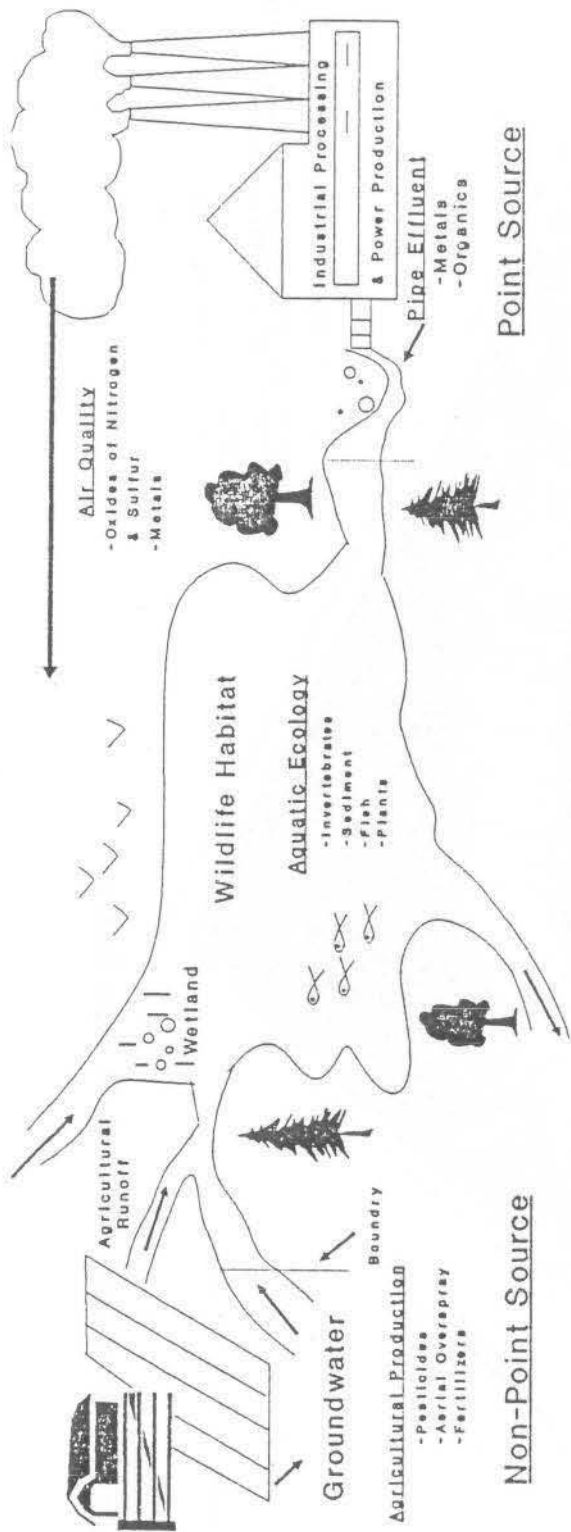 Air Quality
-Oxides of Nitrogen
& Sulfur
-Metals
Industrial Processing
& Power Production
Pipe Effluent
-Metals
-Organics
Point Source
Wildlife Habitat
Aquatic Ecology
-Invertebrates
-Sediment
-Fish
-Plants
Wetland
Agricultural
Runoff
Boundry
Groundwater
Agricultural Production
-Pesticides
-Aerial Overspray
-Fertilizers
Non-Point Source